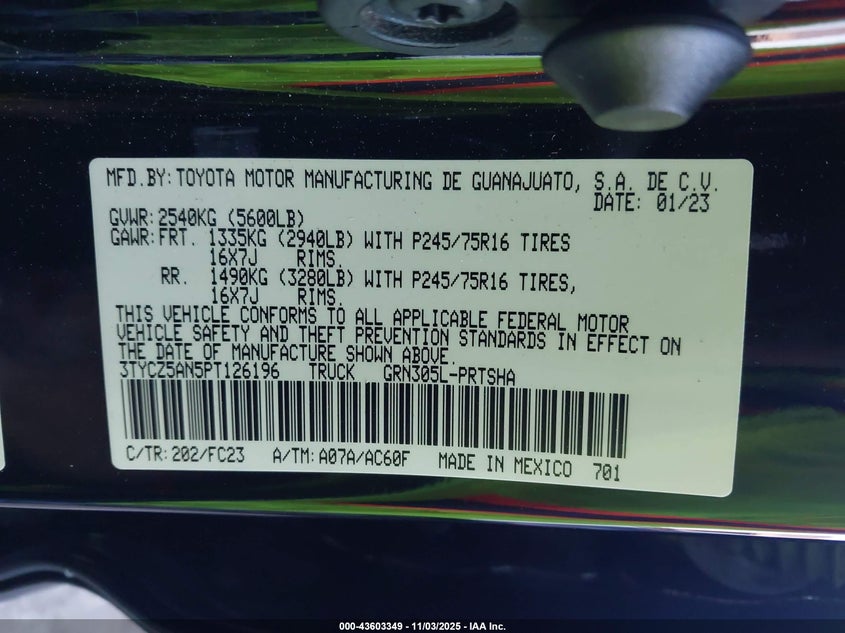 MFD.BY: TOYOTA MOTOR MANUFACTURING DE GUANAJUATO, S.A. DE C.V.
DATE: 01/23
GVWR: 2540KG (5600LB)
GAWR: FRT. 1335KG (2940LB) WITH P245/75R16 TIRES
16X7J RIMS.
RR. 1490KG (3280LB) WITH P245/75R16 TIRES,
16X7J RIMS.
THIS VEHICLE CONFORMS TO ALL APPLICABLE FEDERAL MOTOR
VEHICLE SAFETY AND THEFT PREVENTION STANDARDS IN EFFECT ON
THE DATE OF MANUFACTURE SHOWN ABOVE.
3TYCZ5AN5PT126196 TRUCK GRN305L-PRTSHA
C/TR: 202/FC23 A/TM: A07A/AC60F MADE IN MEXICO 701
000-43603349 - 11/03/2025 - IAA Inc.